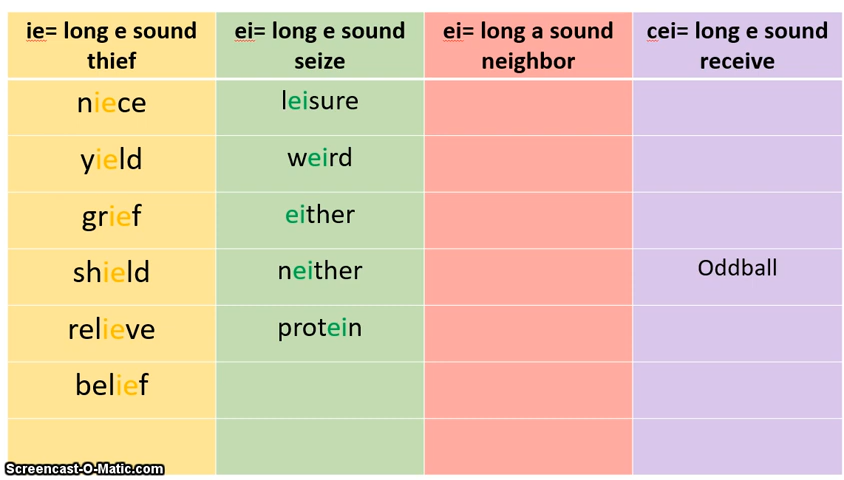 ie= long e sound
thief
ei= long e sound
seize
ei= long a sound
neighbor
cei= long e sound
receive
niece
leisure
yield
weird
grief
either
shield
neither
Oddball
relieve
protein
belief
Screencast-O-Matic.com